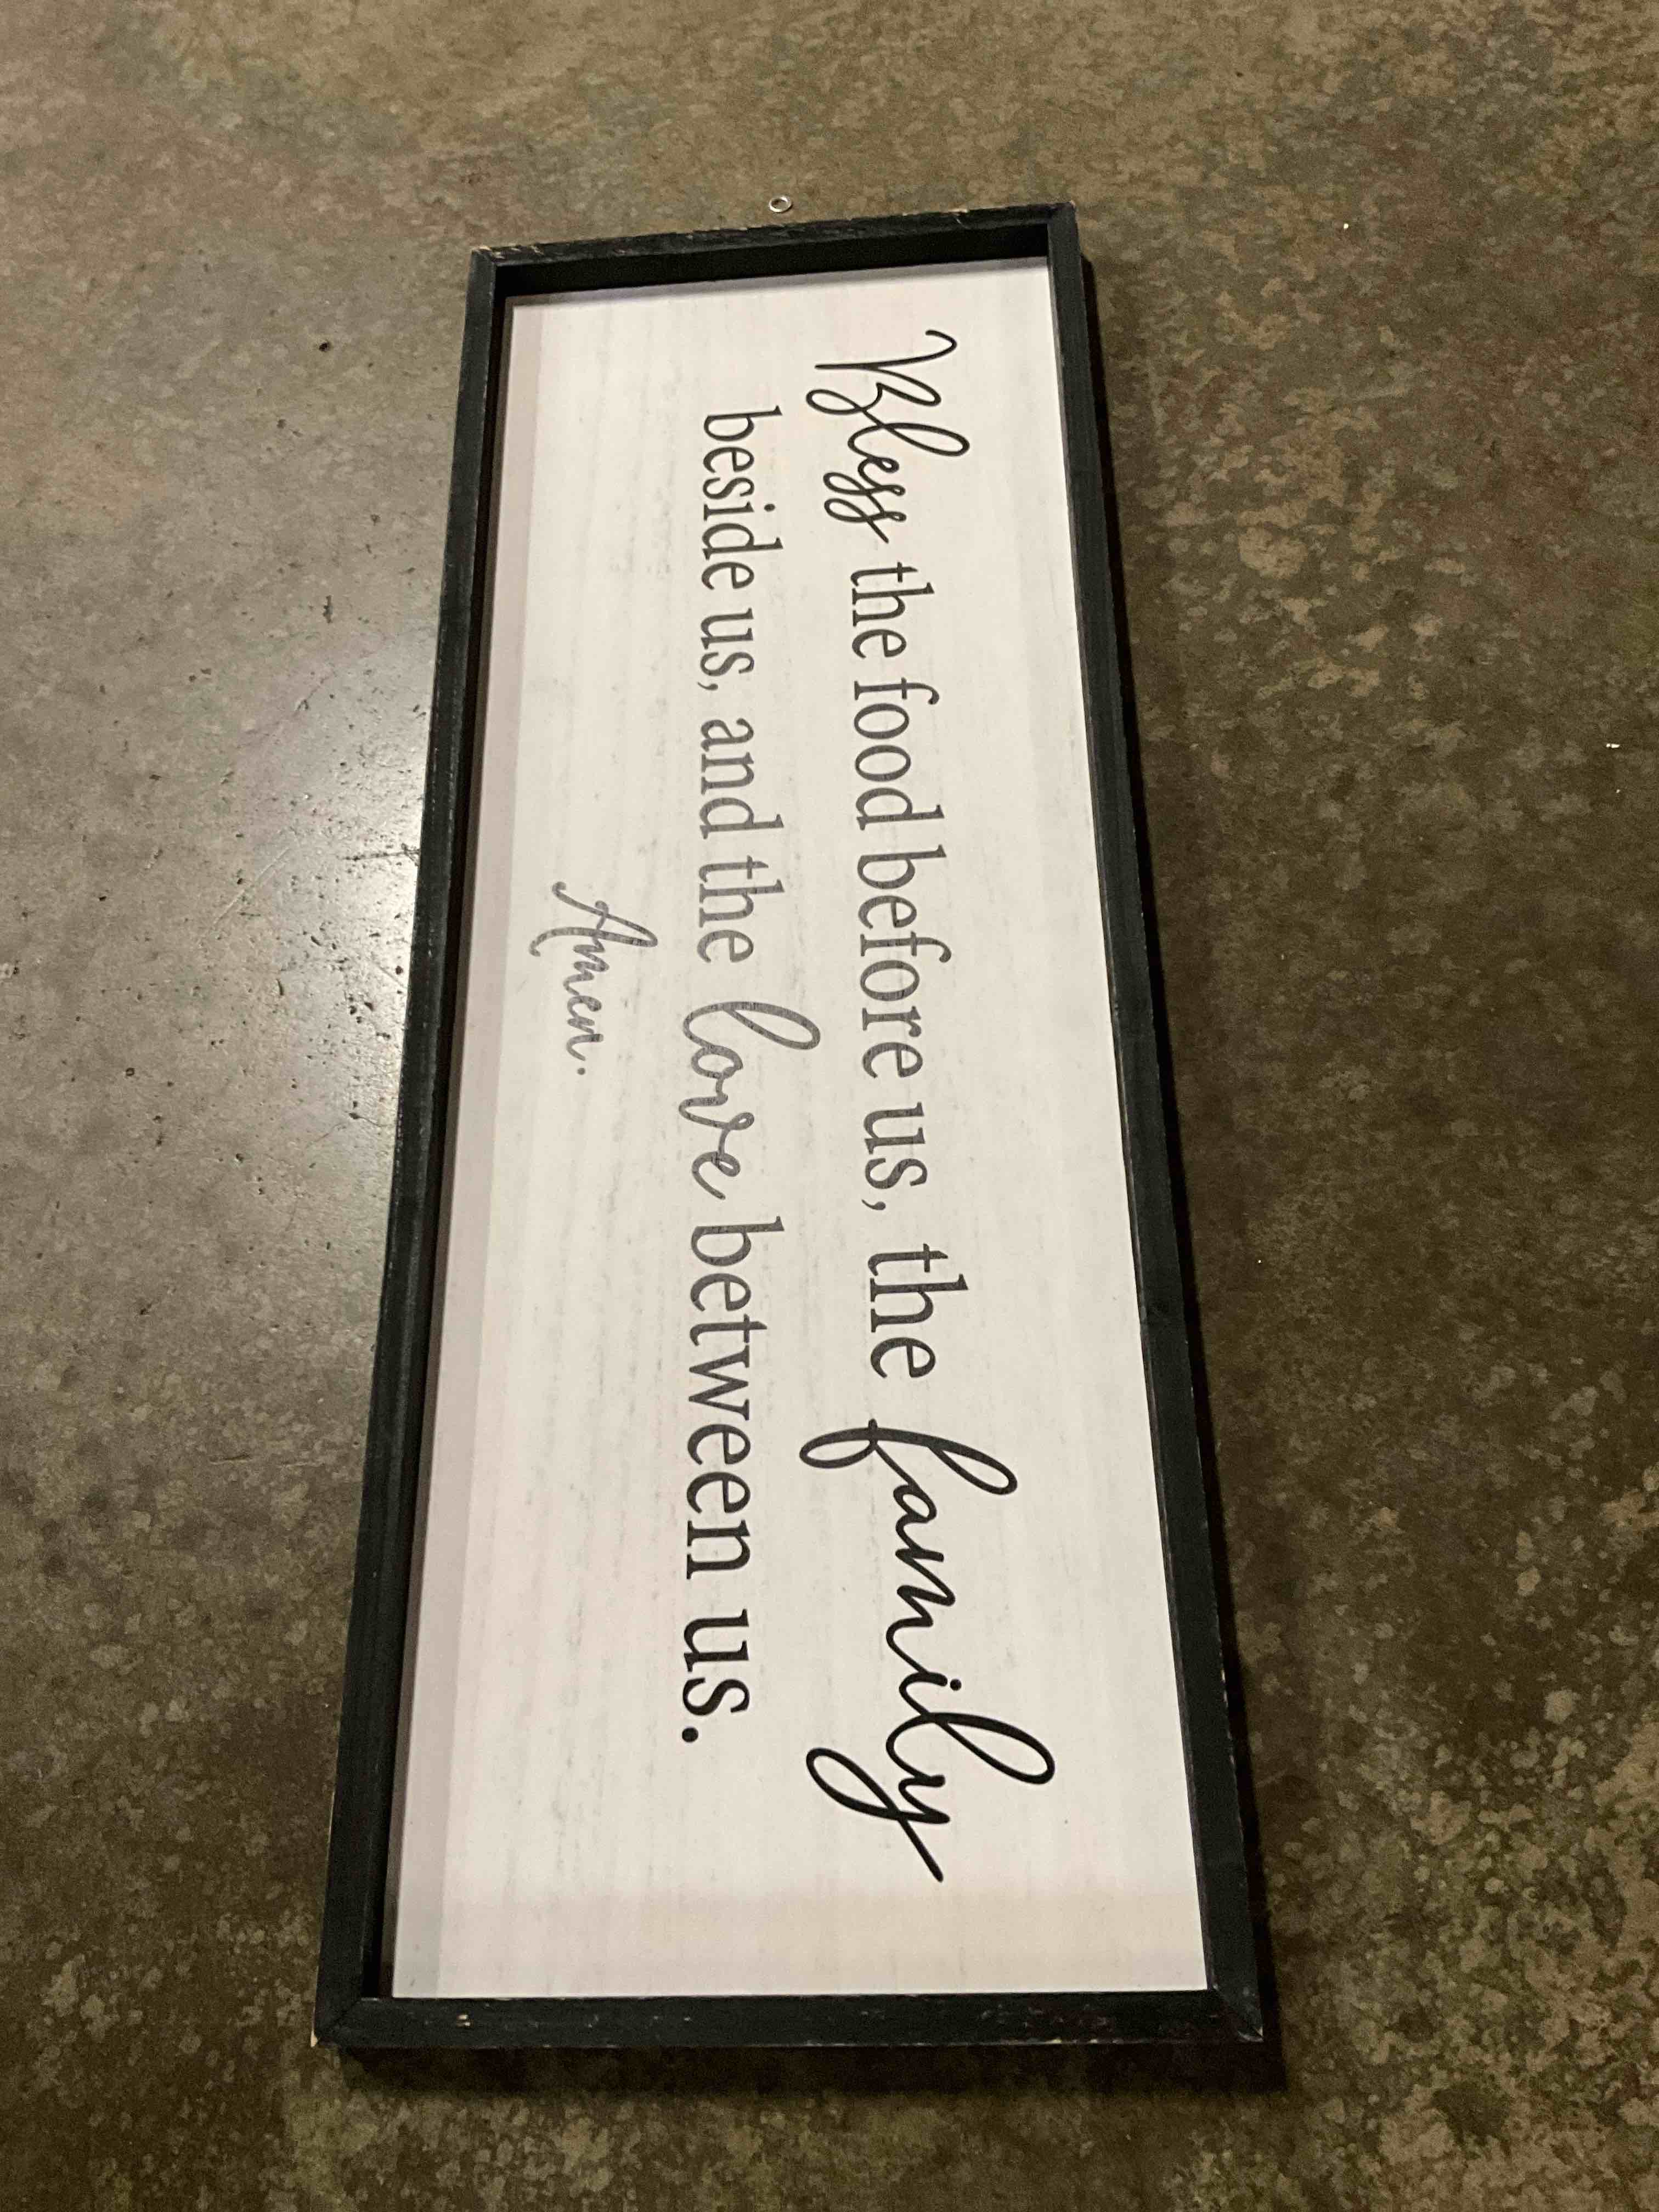 Bless the food before us, the family
beside us, and the love between us.
Amen.